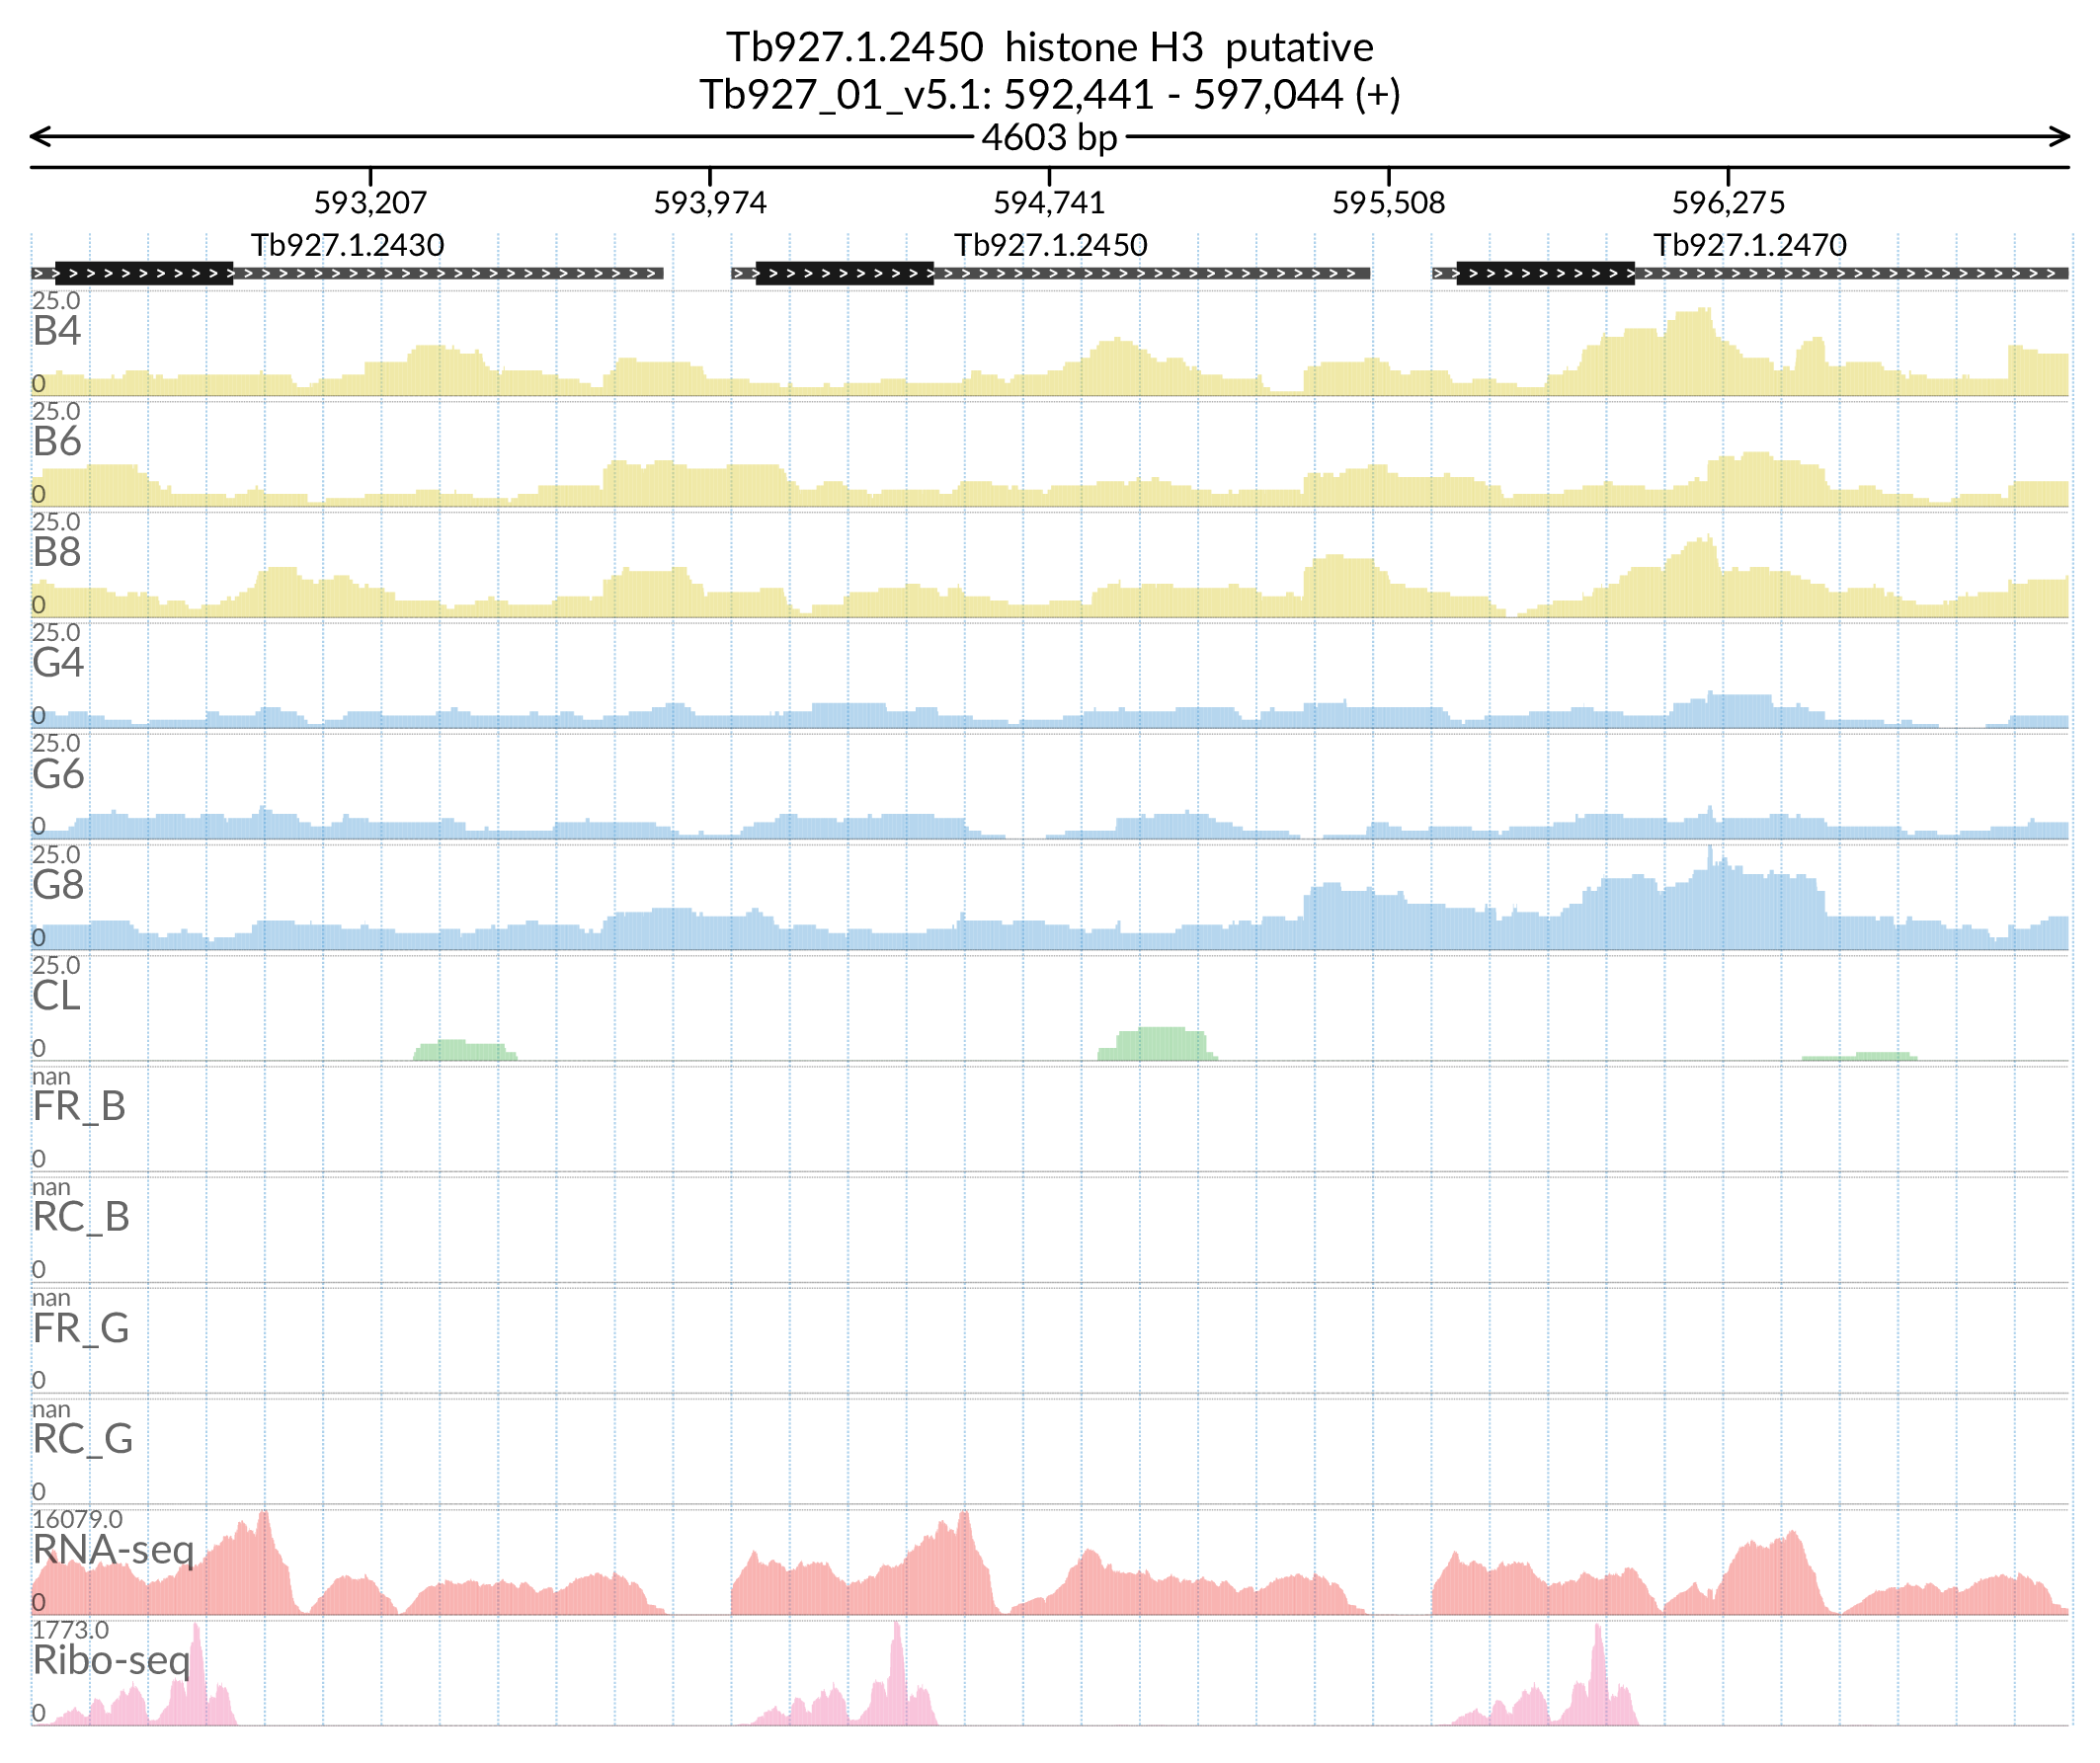 Tb927.1.2450 histone H3 putative
Tb927_01_v5.1: 592,441 - 597,044 (+)
4603 bp
593,207 593,974 594,741 595,508 596,275
Tb927.1.2430 Tb927.1.2450 Tb927.1.2470
25.0
B4
0
25.0
B6
0
25.0
B8
0
25.0
G4
0
25.0
G6
0
25.0
G8
0
25.0
CL
0
nan
FR_B
0
nan
RC_B
0
nan
FR_G
0
nan
RC_G
0
16079.0
RNA-seq
0
1773.0
Ribo-seq
0